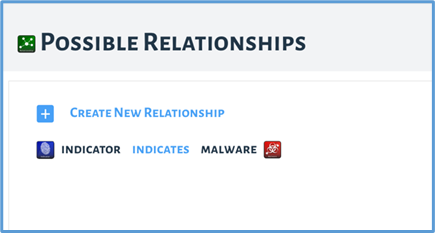 Possible Relationships
Create New Relationship
indicator indicates malware